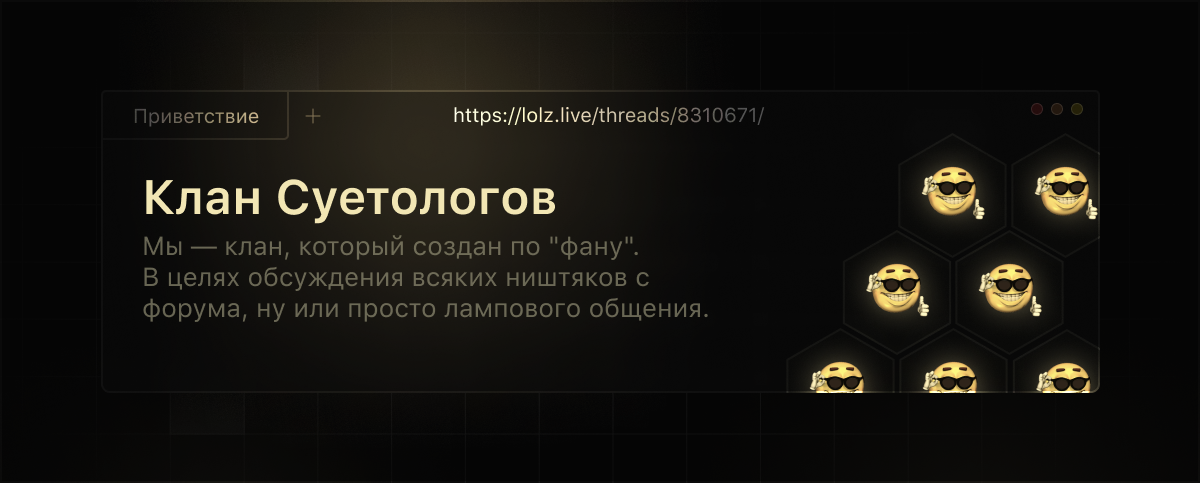 Приветствие + https://lolz.live/threads/8310671/
Клан Суетологов
Мы — клан, который создан по "фану".
В целях обсуждения всяких ништяков с
форума, ну или просто лампового общения.